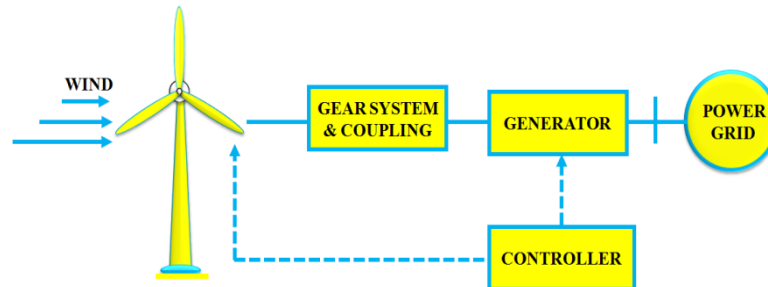 WIND
GEAR SYSTEM
& COUPLING
GENERATOR
POWER
GRID
CONTROLLER